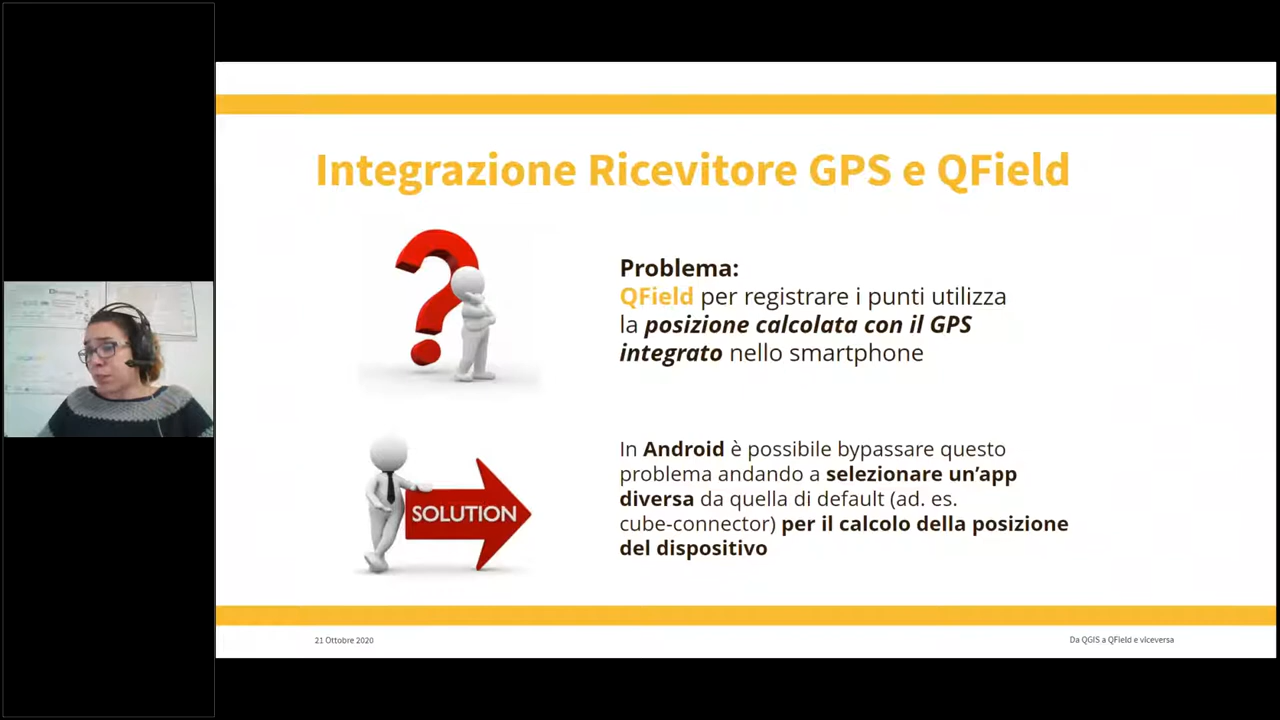 Integrazione Ricevitore GPS e QField
Problema:
QField per registrare i punti utilizza
la posizione calcolata con il GPS
integrato nello smartphone
SOLUTION
In Android è possibile bypassare questo
problema andando a selezionare un'app
diversa da quella di default (ad. es.
cube-connector) per il calcolo della posizione
del dispositivo
21 Ottobre 2020
Da QGIS a QField e viceversa